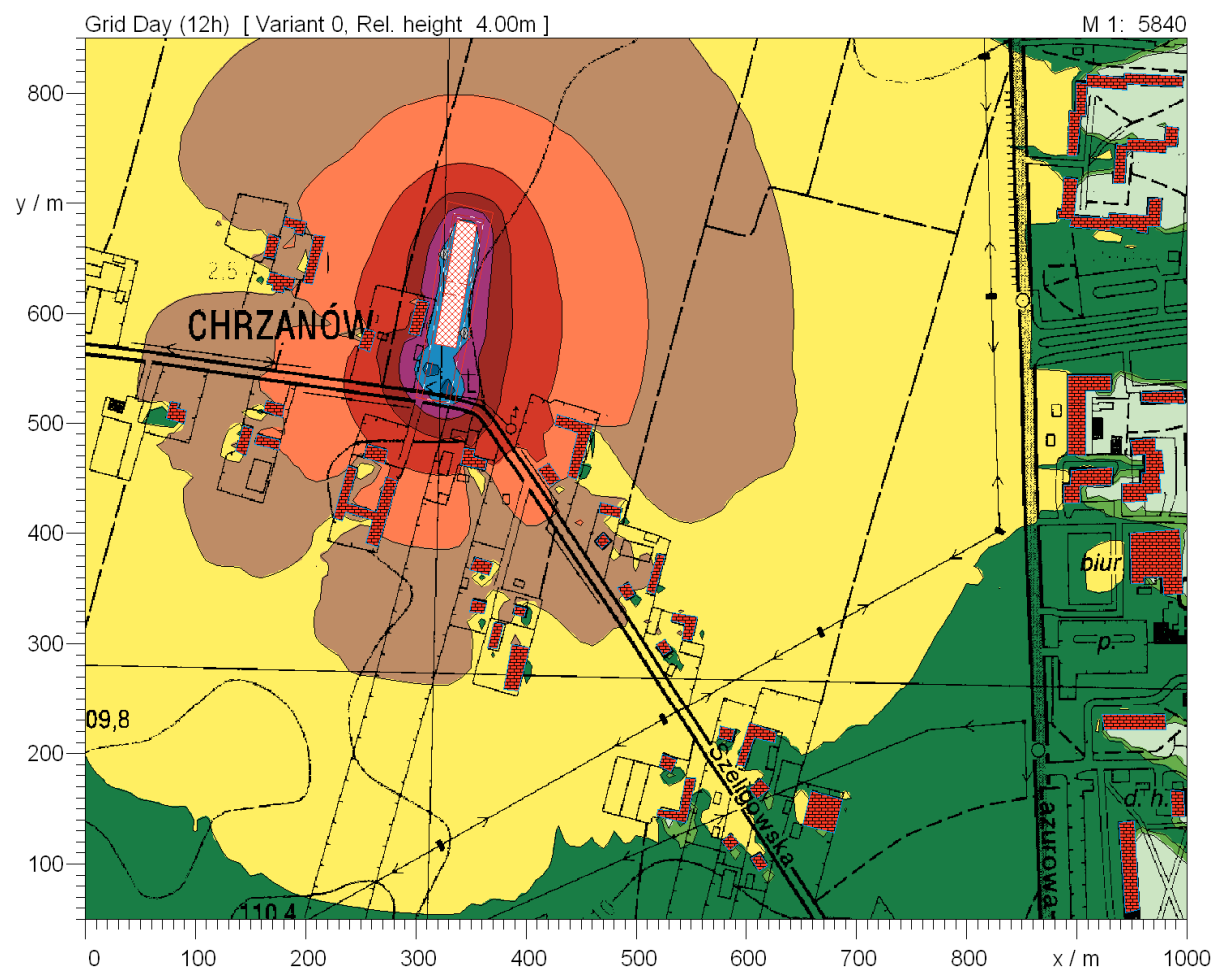 Grid Day (12h) [ Variant 0, Rel. height 4.00m ] M 1: 5840
800
y / m
2.5
600
CHRZANÓW
500
400
biur.
300
p.
09,8
200
Szeligowska
d. h.
Lazurowa
100
110,4
0 100 200 300 400 500 600 700 800 x / m 1000